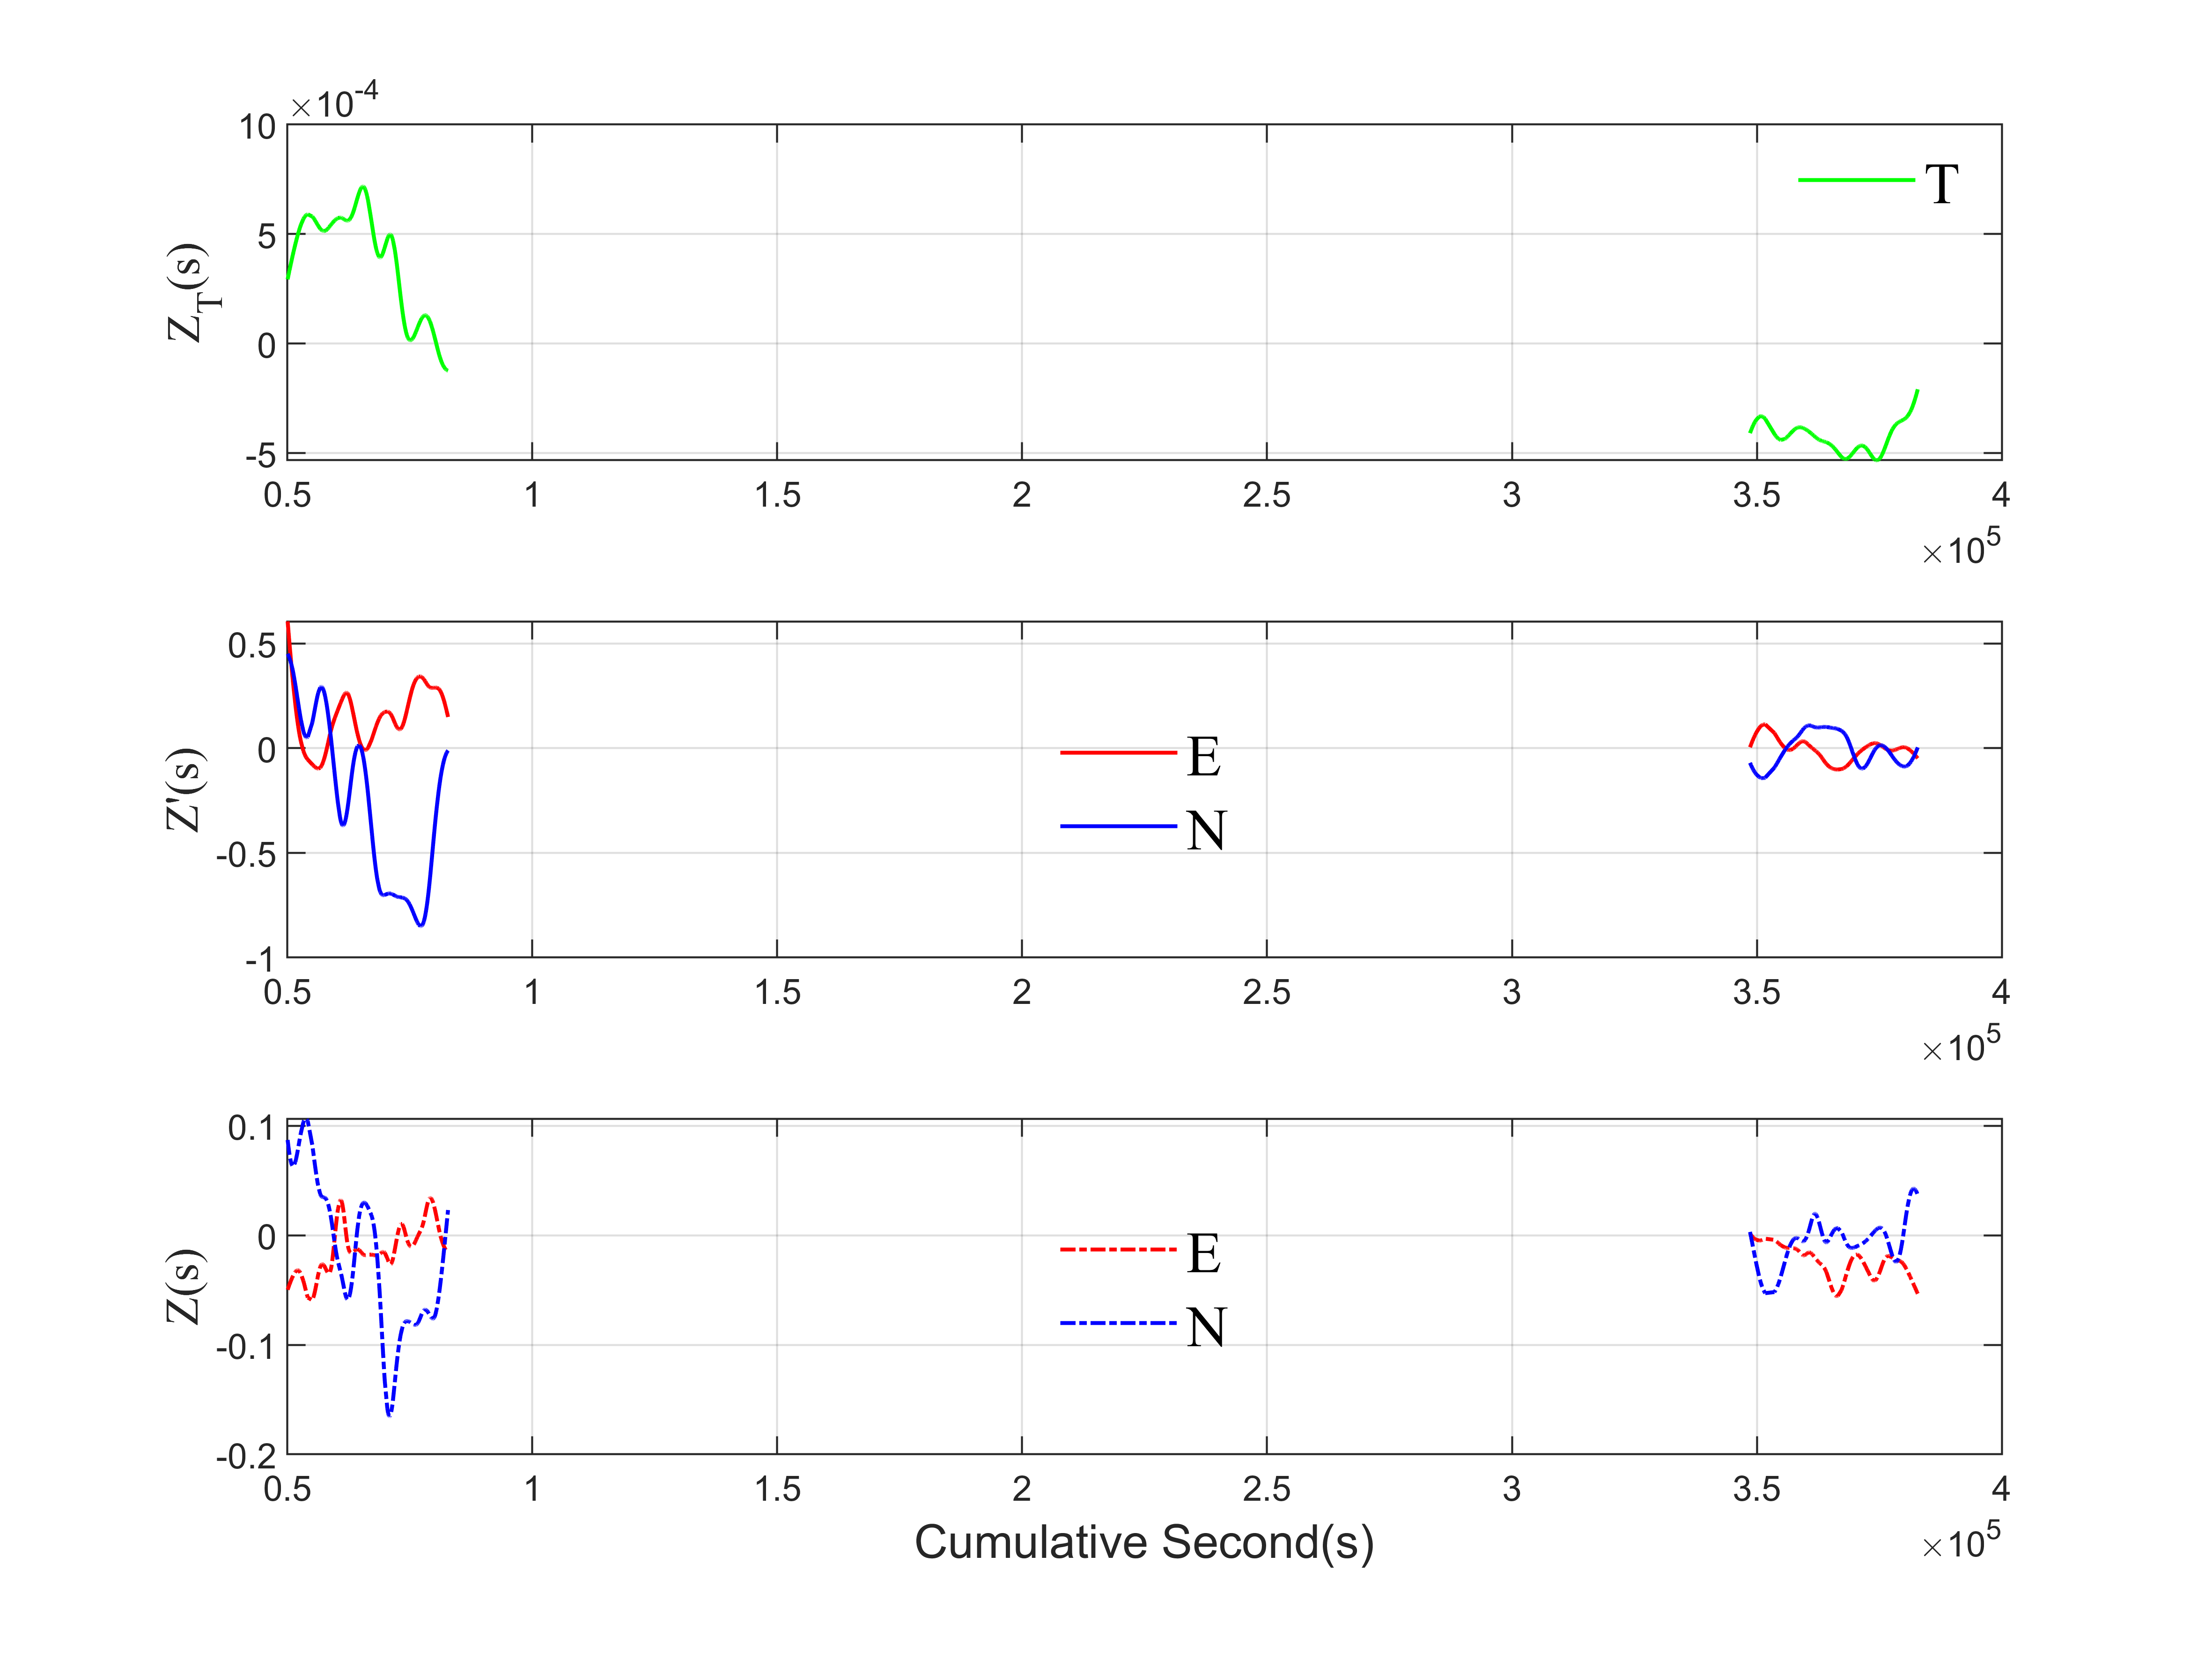 ×10-4
10
5
0
-5
Z_T(s)
T
0.5 1 1.5 2 2.5 3 3.5 4
×10^5
0.5
0
-0.5
-1
Z'(s)
E
N
0.5 1 1.5 2 2.5 3 3.5 4
×10^5
0.1
0
-0.1
-0.2
Z(s)
E
N
0.5 1 1.5 2 2.5 3 3.5 4
Cumulative Second(s)
×10^5